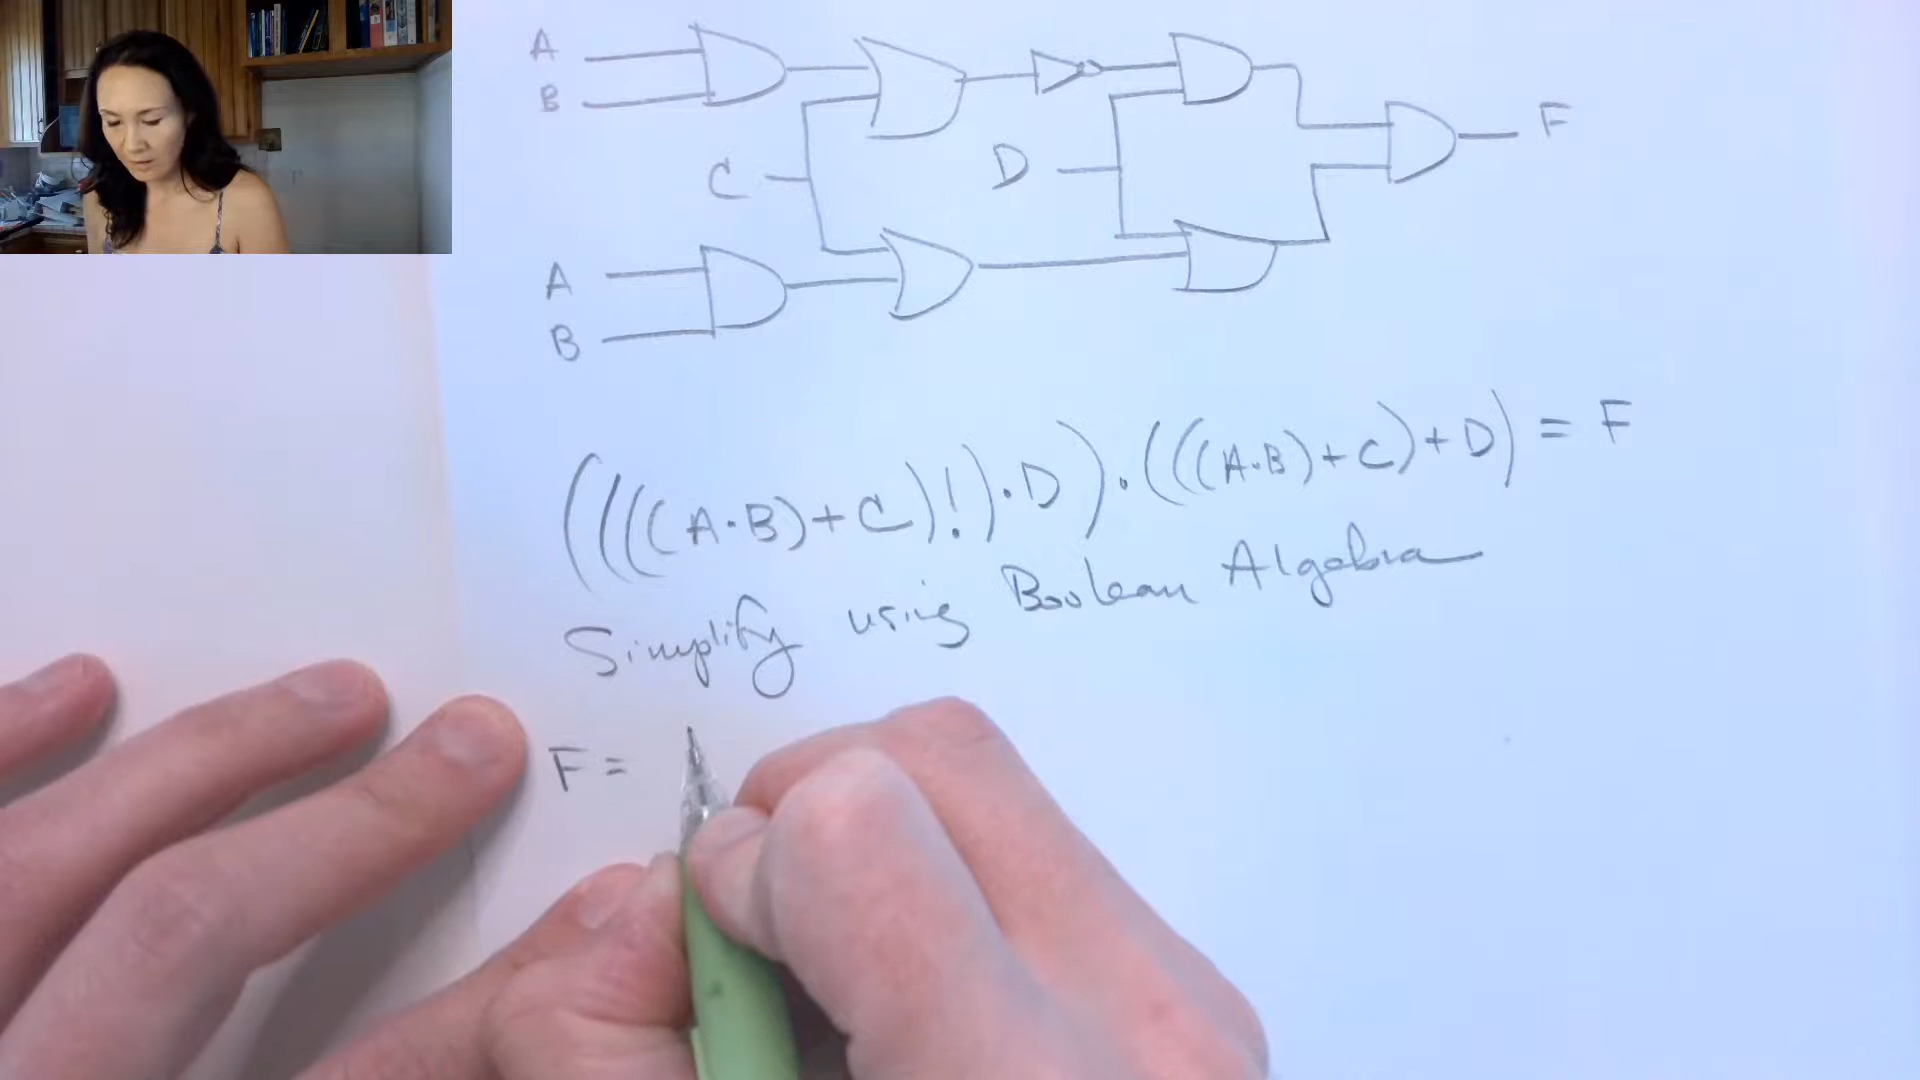 A
B
F
C
D
A
B
((((A·B)+C)!)·D)·(((A·B)+C)+D) = F
Simplify using Boolean Algebra
F =